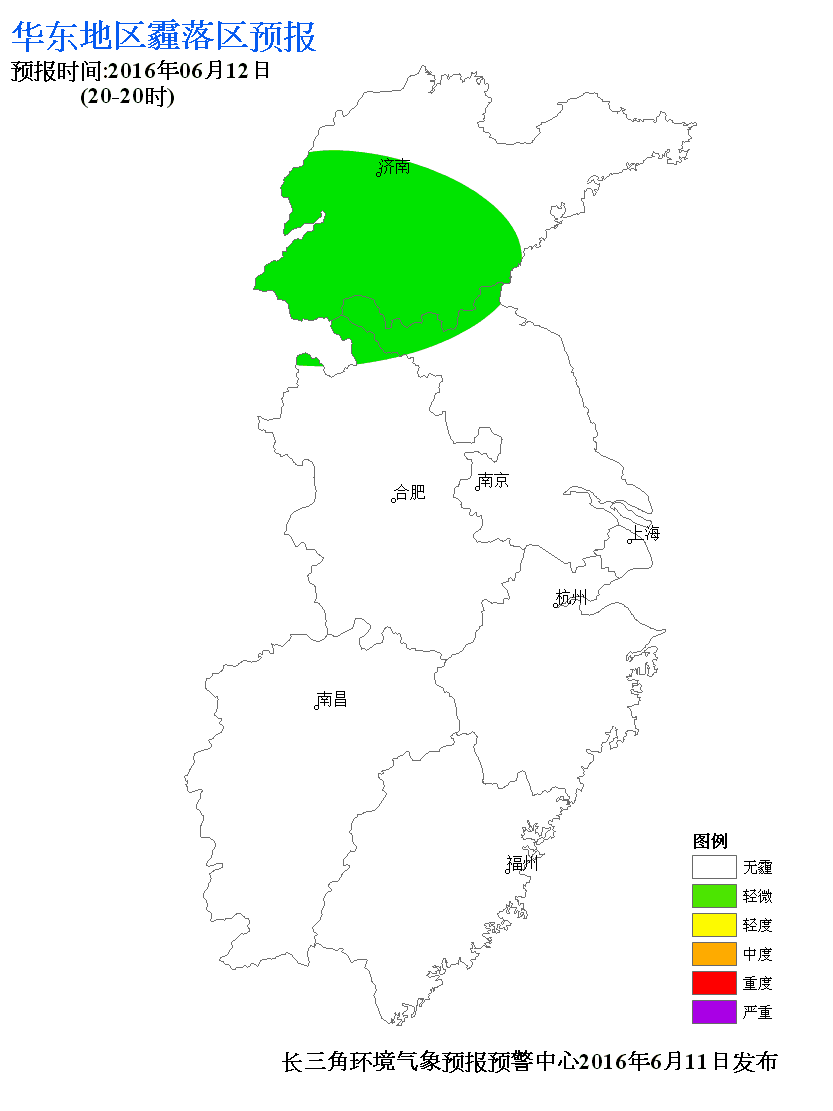 华东地区霾落区预报
预报时间:2016年06月12日
(20-20时)
济南
南京
合肥
上海
杭州
南昌
福州
图例
无霾
轻微
轻度
中度
重度
严重
长三角环境气象预报预警中心2016年6月11日发布